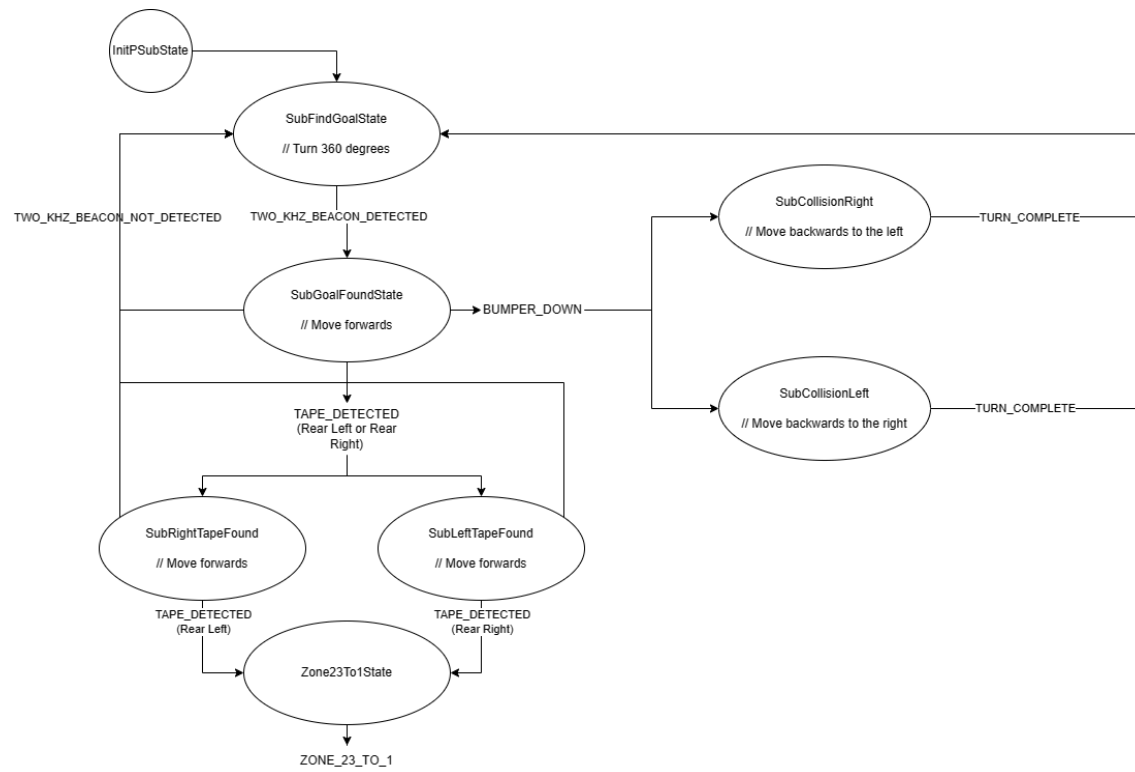 InitPSubState
SubFindGoalState
// Turn 360 degrees
TWO_KHZ_BEACON_NOT_DETECTED
TWO_KHZ_BEACON_DETECTED
SubCollisionRight
// Move backwards to the left
TURN_COMPLETE
SubGoalFoundState
// Move forwards
BUMPER_DOWN
SubCollisionLeft
// Move backwards to the right
TURN_COMPLETE
TAPE_DETECTED
(Rear Left or Rear
Right)
SubRightTapeFound
// Move forwards
SubLeftTapeFound
// Move forwards
TAPE_DETECTED
(Rear Left)
TAPE_DETECTED
(Rear Right)
Zone23To1State
ZONE_23_TO_1